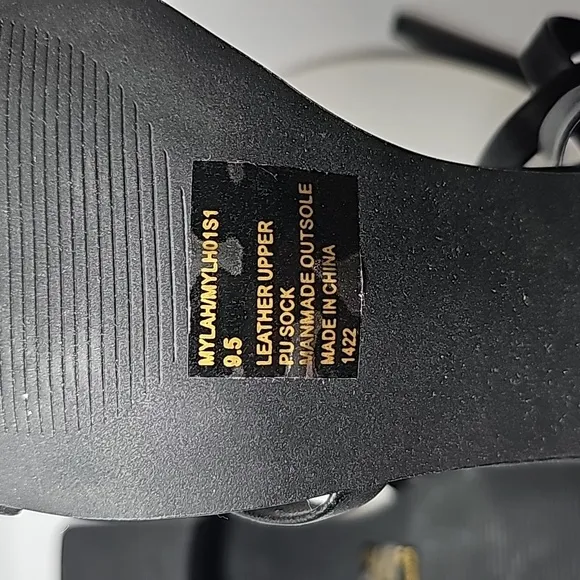 MYLAH/MYLH01S1
9.5
LEATHER UPPER
PU SOCK
MANMADE OUTSOLE
MADE IN CHINA
1422